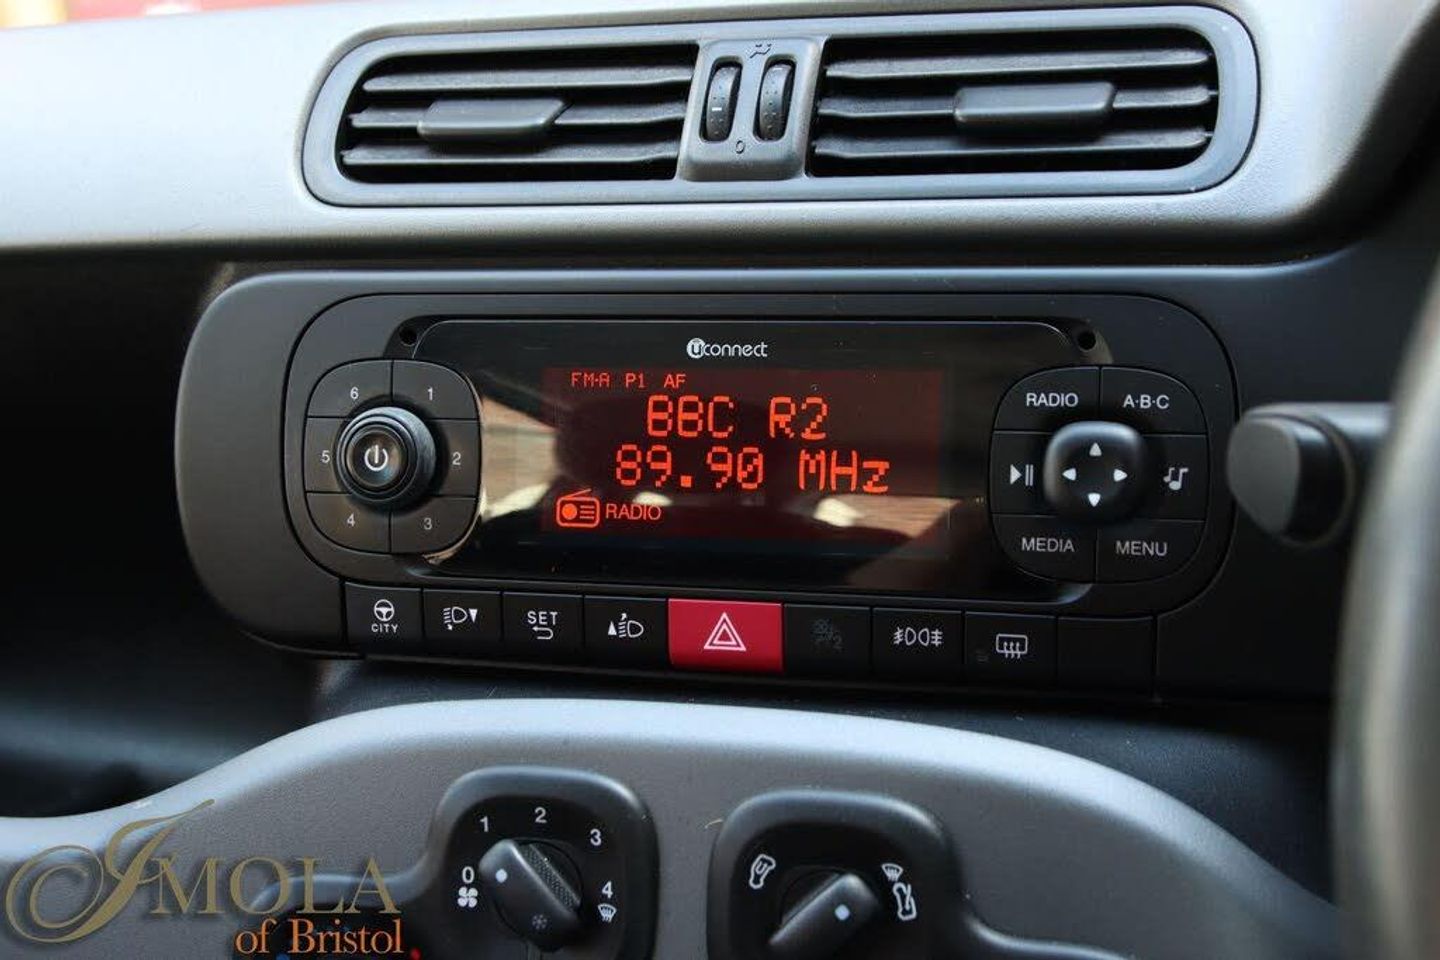 0
uconnect
FM-A P1 AF
BBC R2
89.90 MHz
RADIO
6 1
5 2
4 3
RADIO A·B·C
MEDIA MENU
CITY
SET
0 1 2 3 4
IMOLA
of Bristol